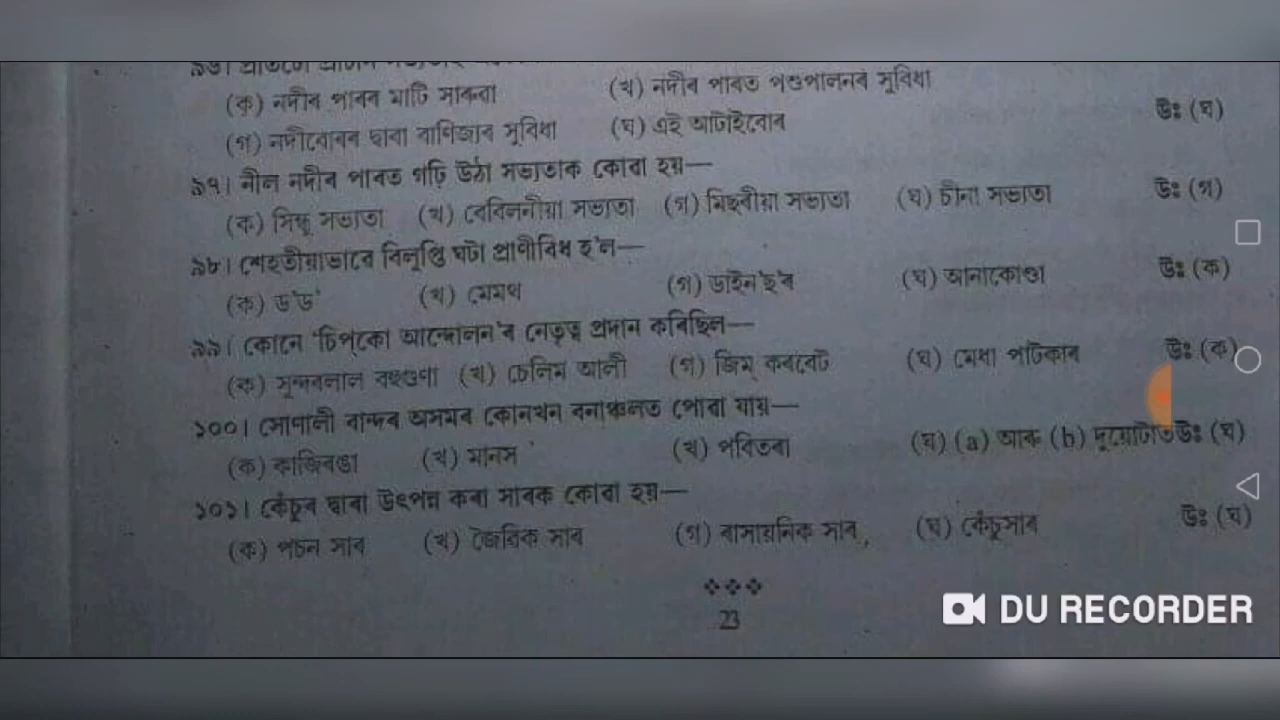 ৯৬। প্ৰতিটো প্ৰাচীন
(ক) নদীৰ পাৰৰ মাটি সাৰুৱা (খ) নদীৰ পাৰত পশুপালনৰ সুবিধা
(গ) নদীবোৰৰ দ্বাৰা বাণিজ্যৰ সুবিধা (ঘ) এই আটাইবোৰ উঃ (ঘ)
৯৭। নীল নদীৰ পাৰত গঢ়ি উঠা সভ্যতাক কোৱা হয়—
(ক) সিন্ধু সভ্যতা (খ) বেবিলনীয়া সভ্যতা (গ) মিছৰীয়া সভ্যতা (ঘ) চীনা সভ্যতা উঃ (গ)
৯৮। শেহতীয়াভাৱে বিলুপ্তি ঘটা প্ৰাণীবিধ হ'ল—
(ক) ড'ড' (খ) মেমথ (গ) ডাইন'ছ'ৰ (ঘ) আনাকোণ্ডা উঃ (ক)
৯৯। কোনে 'চিপ্‌কো আন্দোলন'ৰ নেতৃত্ব প্ৰদান কৰিছিল—
(ক) সুন্দৰলাল বহুগুণা (খ) চেলিম আলী (গ) জিম্ কৰবেট (ঘ) মেধা পাটকাৰ উঃ (ক)
১০০। সোণালী বান্দৰ অসমৰ কোনখন বনাঞ্চলত পোৱা যায়—
(ক) কাজিৰঙা (খ) মানস (খ) পবিতৰা (ঘ) (a) আৰু (b) দুয়োটাত উঃ (ঘ)
১০১। কেঁচুৰ দ্বাৰা উৎপন্ন কৰা সাৰক কোৱা হয়—
(ক) পচন সাৰ (খ) জৈৱিক সাৰ (গ) ৰাসায়নিক সাৰ, (ঘ) কেঁচুসাৰ উঃ (ঘ)
23
DU RECORDER